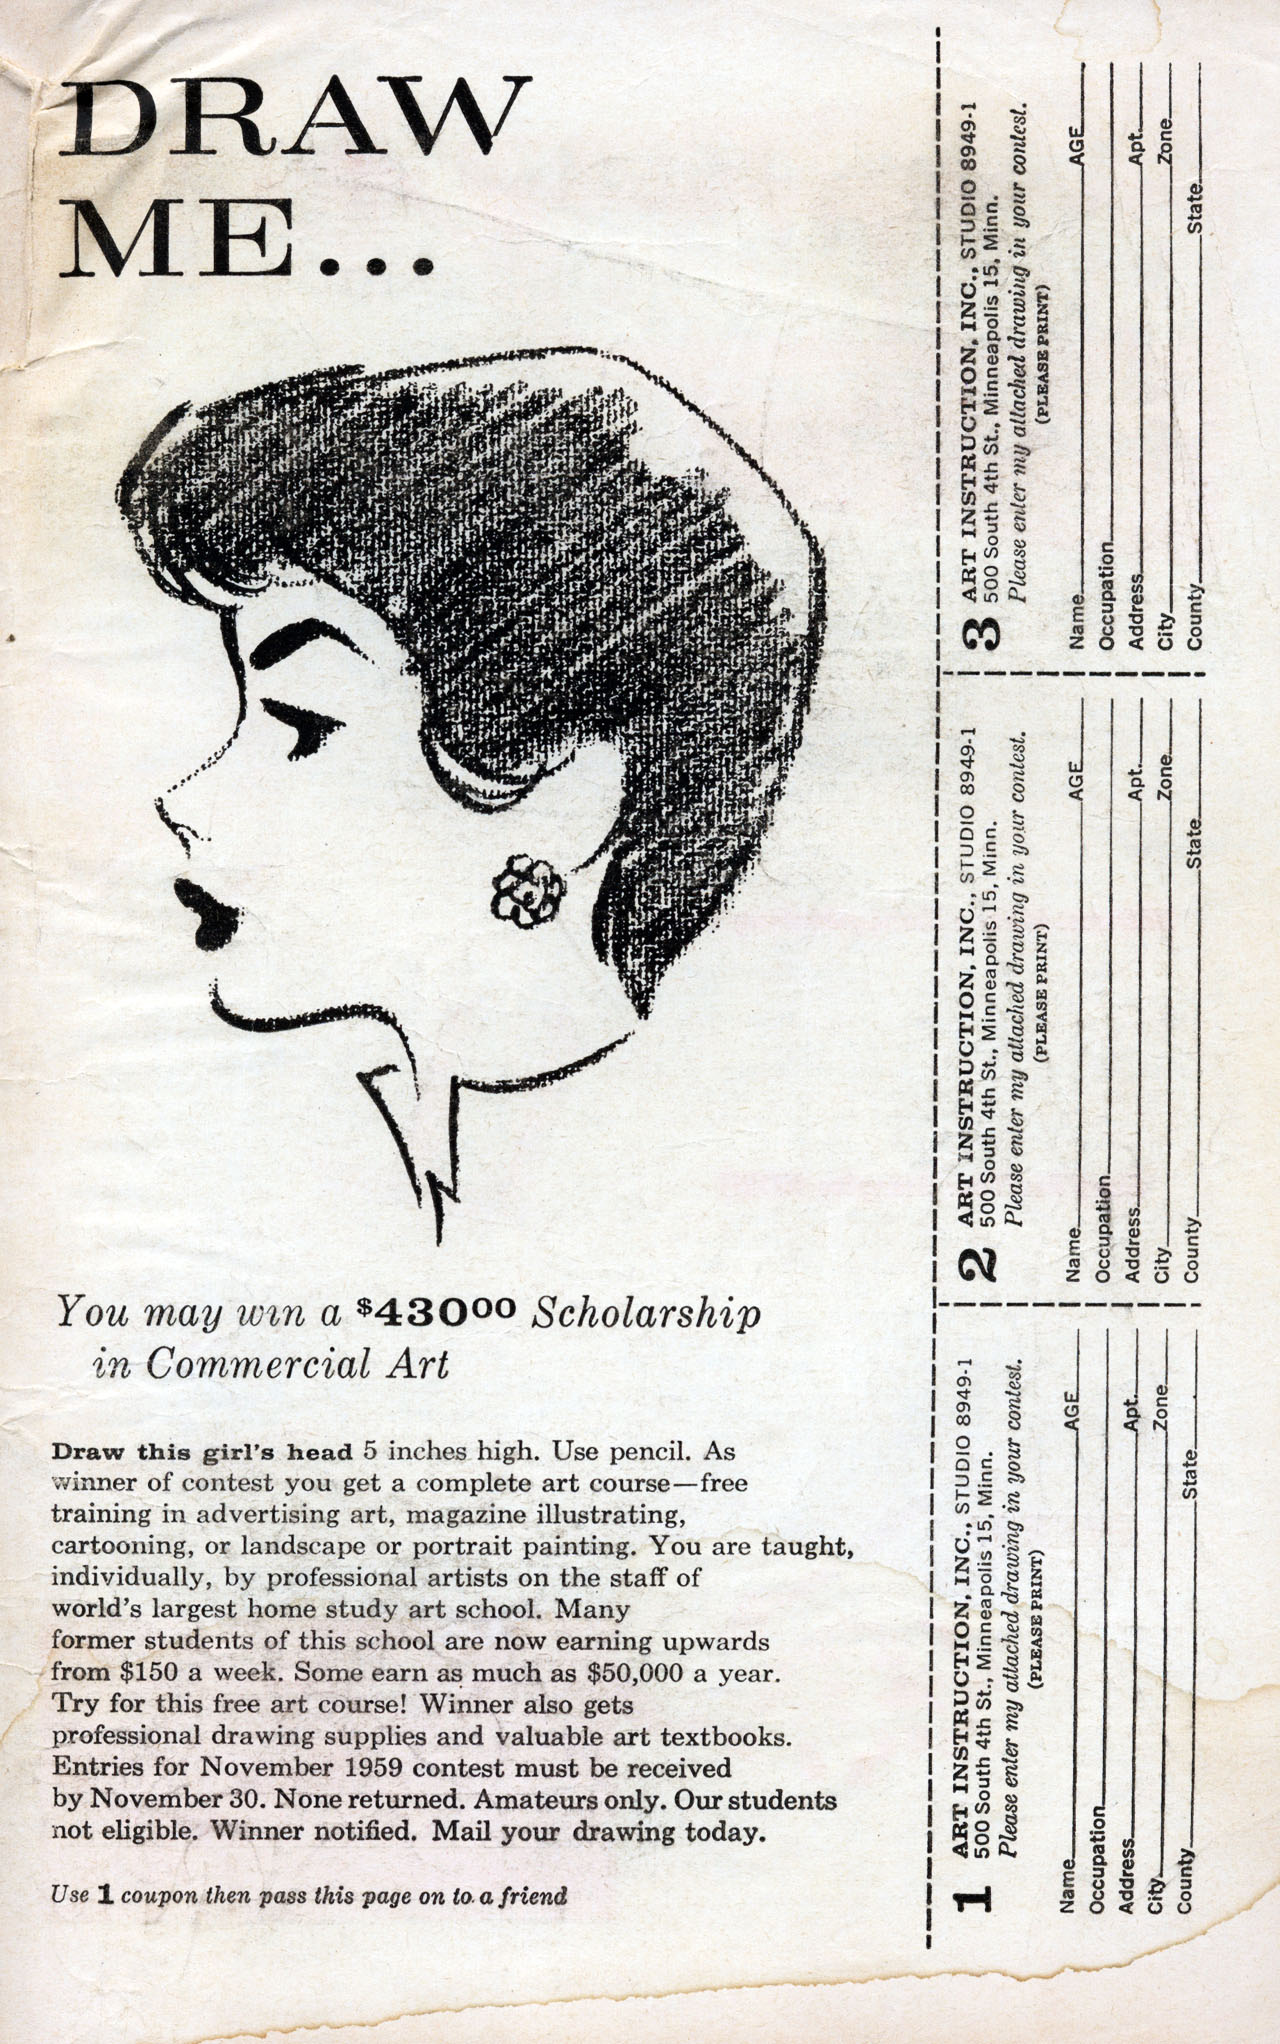 DRAW
ME...
You may win a $430.00 Scholarship
in Commercial Art
Draw this girl's head 5 inches high. Use pencil. As
winner of contest you get a complete art course—free
training in advertising art, magazine illustrating,
cartooning, or landscape or portrait painting. You are taught,
individually, by professional artists on the staff of
world's largest home study art school. Many
former students of this school are now earning upwards
from $150 a week. Some earn as much as $50,000 a year.
Try for this free art course! Winner also gets
professional drawing supplies and valuable art textbooks.
Entries for November 1959 contest must be received
by November 30. None returned. Amateurs only. Our students
not eligible. Winner notified. Mail your drawing today.
Use 1 coupon then pass this page on to a friend
1 ART INSTRUCTION, INC., STUDIO 8949-1
500 South 4th St., Minneapolis 15, Minn.
Please enter my attached drawing in your contest.
(PLEASE PRINT)
Name AGE
Occupation
Address Apt.
City Zone
County State
2 ART INSTRUCTION, INC., STUDIO 8949-1
500 South 4th St., Minneapolis 15, Minn.
Please enter my attached drawing in your contest.
(PLEASE PRINT)
Name AGE
Occupation
Address Apt.
City Zone
County State
3 ART INSTRUCTION, INC., STUDIO 8949-1
500 South 4th St., Minneapolis 15, Minn.
Please enter my attached drawing in your contest.
(PLEASE PRINT)
Name AGE
Occupation
Address Apt.
City Zone
County State